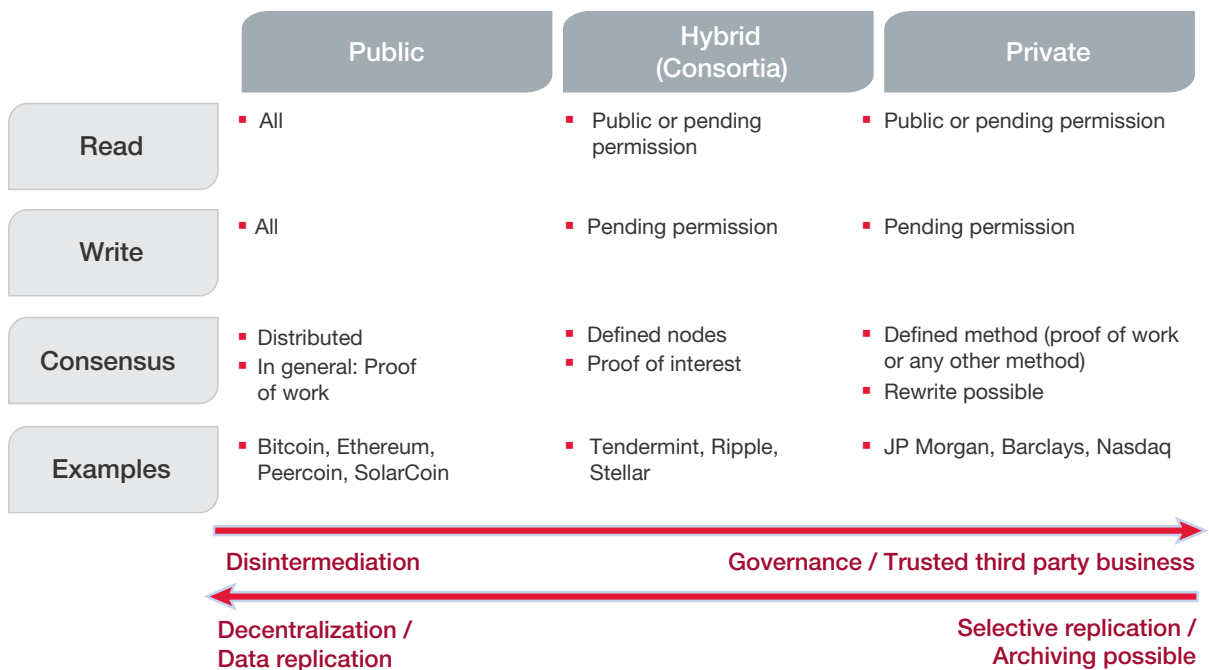 Public
Hybrid
(Consortia)
Private
Read
▪ All
▪ Public or pending
permission
▪ Public or pending permission
Write
▪ All
▪ Pending permission
▪ Pending permission
Consensus
▪ Distributed
▪ In general: Proof
of work
▪ Defined nodes
▪ Proof of interest
▪ Defined method (proof of work
or any other method)
▪ Rewrite possible
Examples
▪ Bitcoin, Ethereum,
Peercoin, SolarCoin
▪ Tendermint, Ripple,
Stellar
▪ JP Morgan, Barclays, Nasdaq
Disintermediation
Governance / Trusted third party business
Decentralization /
Data replication
Selective replication /
Archiving possible